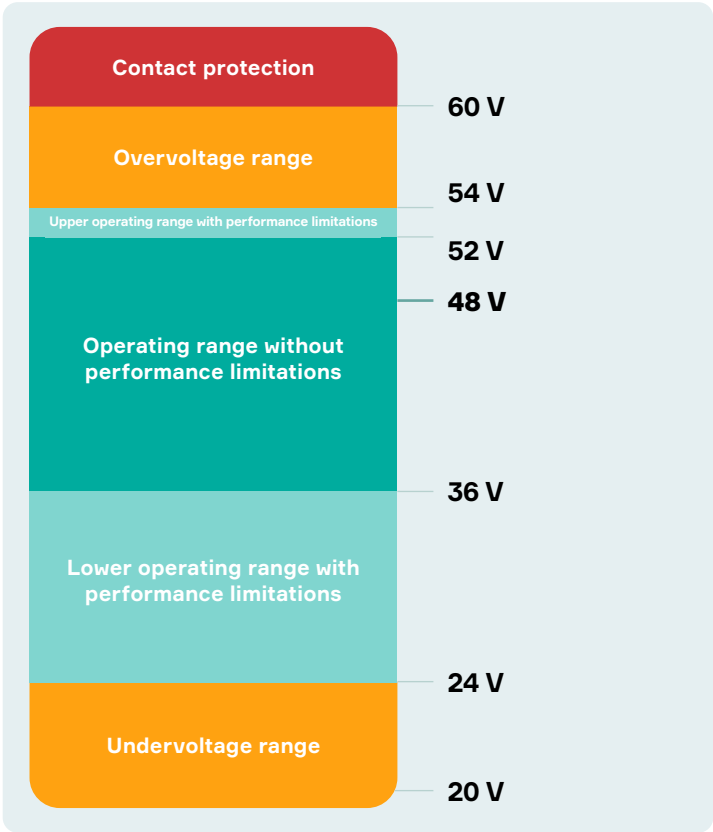 Contact protection
60 V
Overvoltage range
54 V
Upper operating range with performance limitations
52 V
48 V
Operating range without
performance limitations
36 V
Lower operating range with
performance limitations
24 V
Undervoltage range
20 V